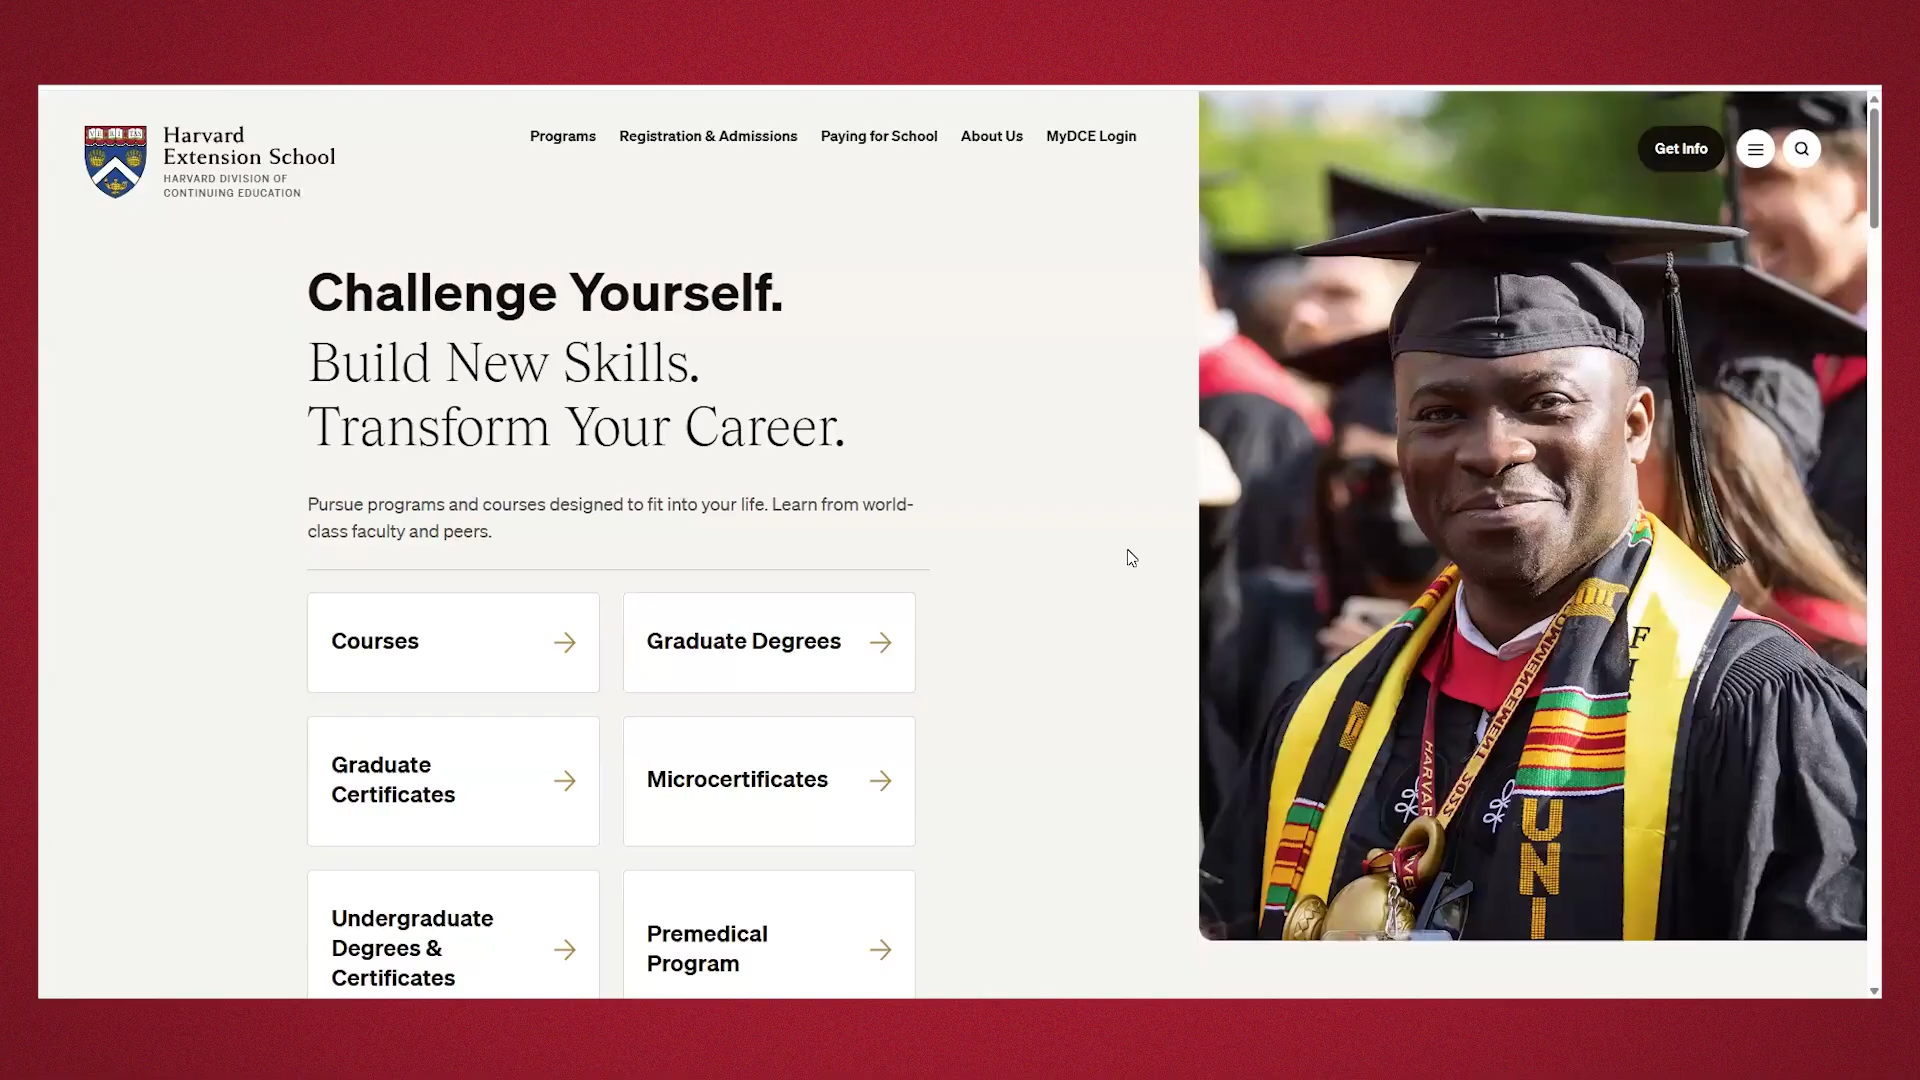 Harvard
Extension School
HARVARD DIVISION OF
CONTINUING EDUCATION
Programs
Registration & Admissions
Paying for School
About Us
MyDCE Login
Get Info
Challenge Yourself.
Build New Skills.
Transform Your Career.
Pursue programs and courses designed to fit into your life. Learn from world-
class faculty and peers.
Courses
Graduate Degrees
Graduate
Certificates
Microcertificates
Undergraduate
Degrees &
Certificates
Premedical
Program
UNI